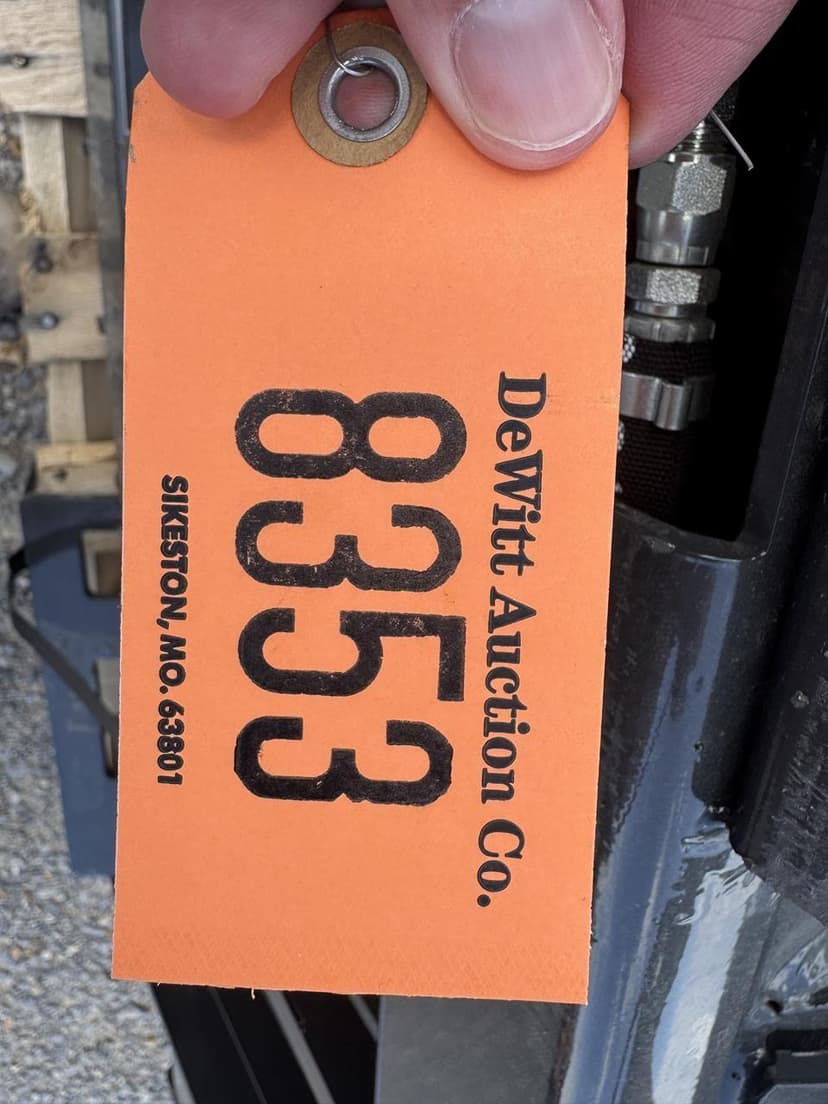 DeWitt Auction Co.
8353
SIKESTON, MO. 63801